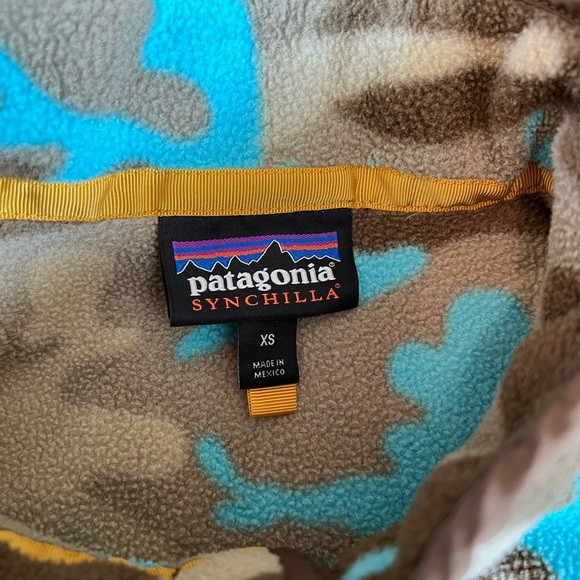 patagonia®
SYNCHILLA®
XS
MADE IN
MEXICO